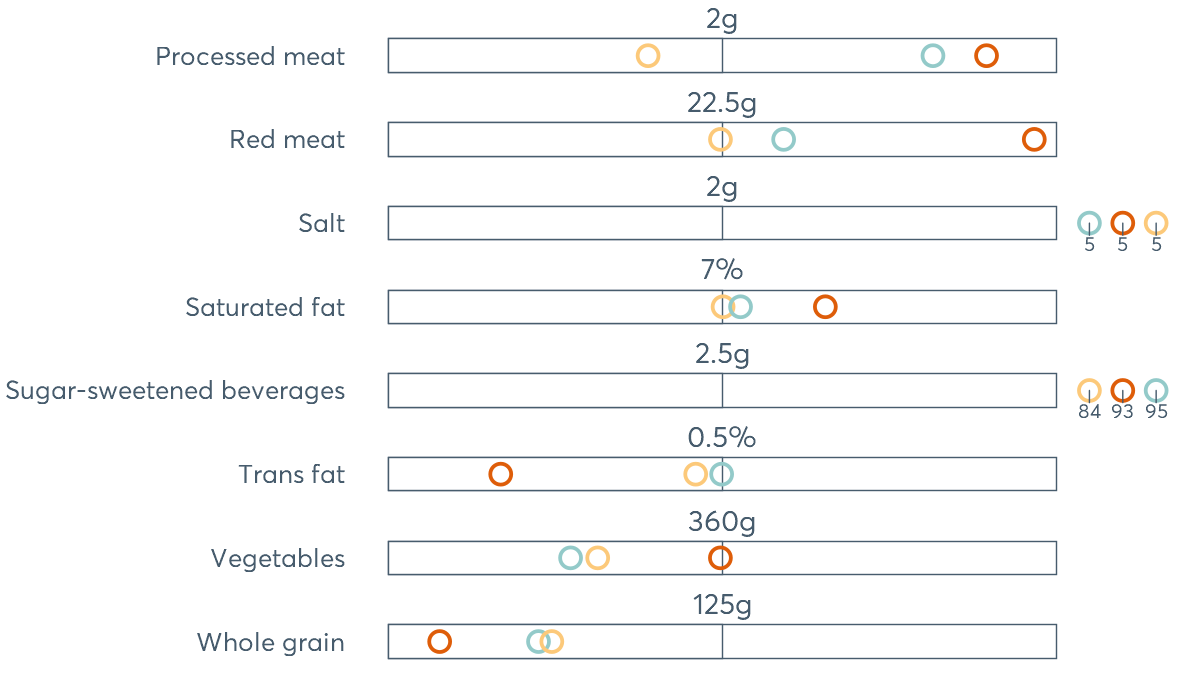 2g
Processed meat
22.5g
Red meat
2g
Salt
5 5 5
7%
Saturated fat
2.5g
Sugar-sweetened beverages
84 93 95
0.5%
Trans fat
360g
Vegetables
125g
Whole grain